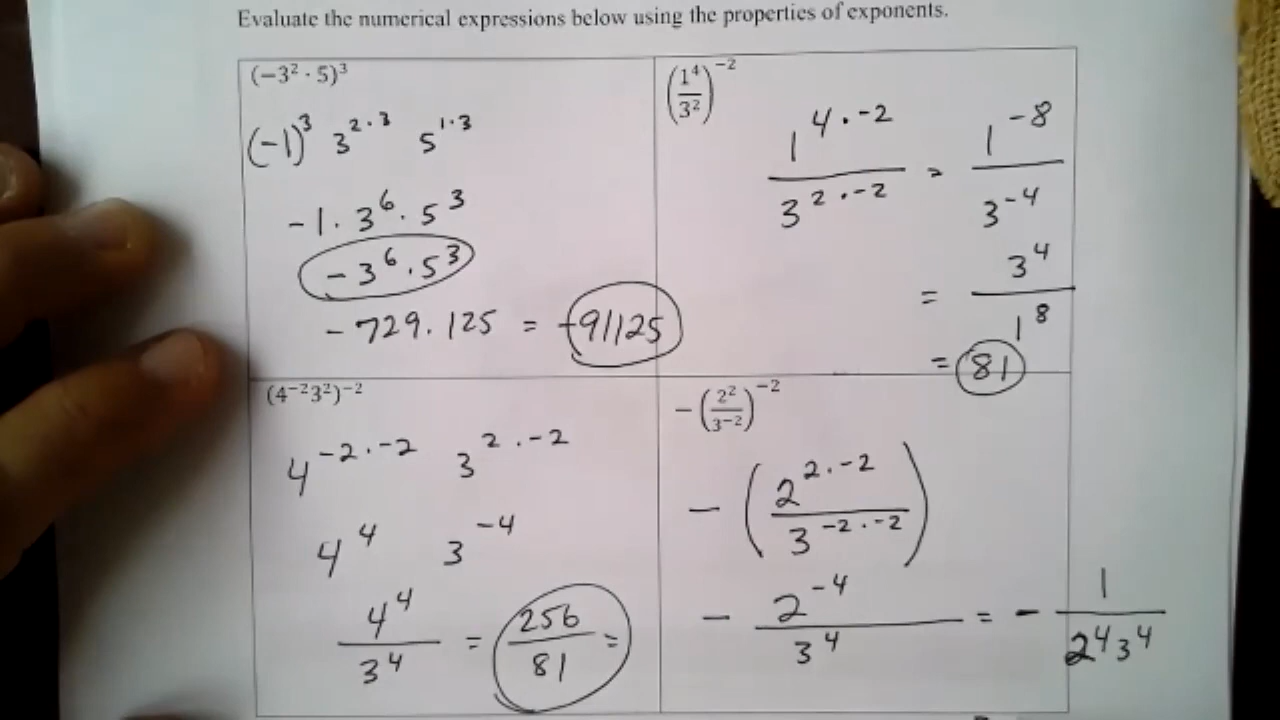 Evaluate the numerical expressions below using the properties of exponents.
(−3² · 5)³
(-1)³ 3^{2·3} 5^{1·3}
-1 · 3⁶ · 5³
-3⁶ · 5³
-729 · 125 = -91125
(1⁴/3²)⁻²
1^{4·-2}/3^{2·-2} = 1⁻⁸/3⁻⁴
= 3⁴/1⁸
= 81
(4⁻²3²)⁻²
4^{-2·-2} 3^{2·-2}
4⁴ 3⁻⁴
4⁴/3⁴ = 256/81 =
−(2²/3⁻²)⁻²
-(2^{2·-2}/3^{-2·-2})
- 2⁻⁴/3⁴ = - 1/2⁴3⁴